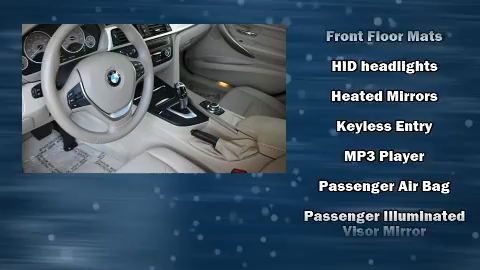 Front Floor Mats
HID headlights
Heated Mirrors
Keyless Entry
MP3 Player
Passenger Air Bag
Passenger Illuminated
Visor Mirror